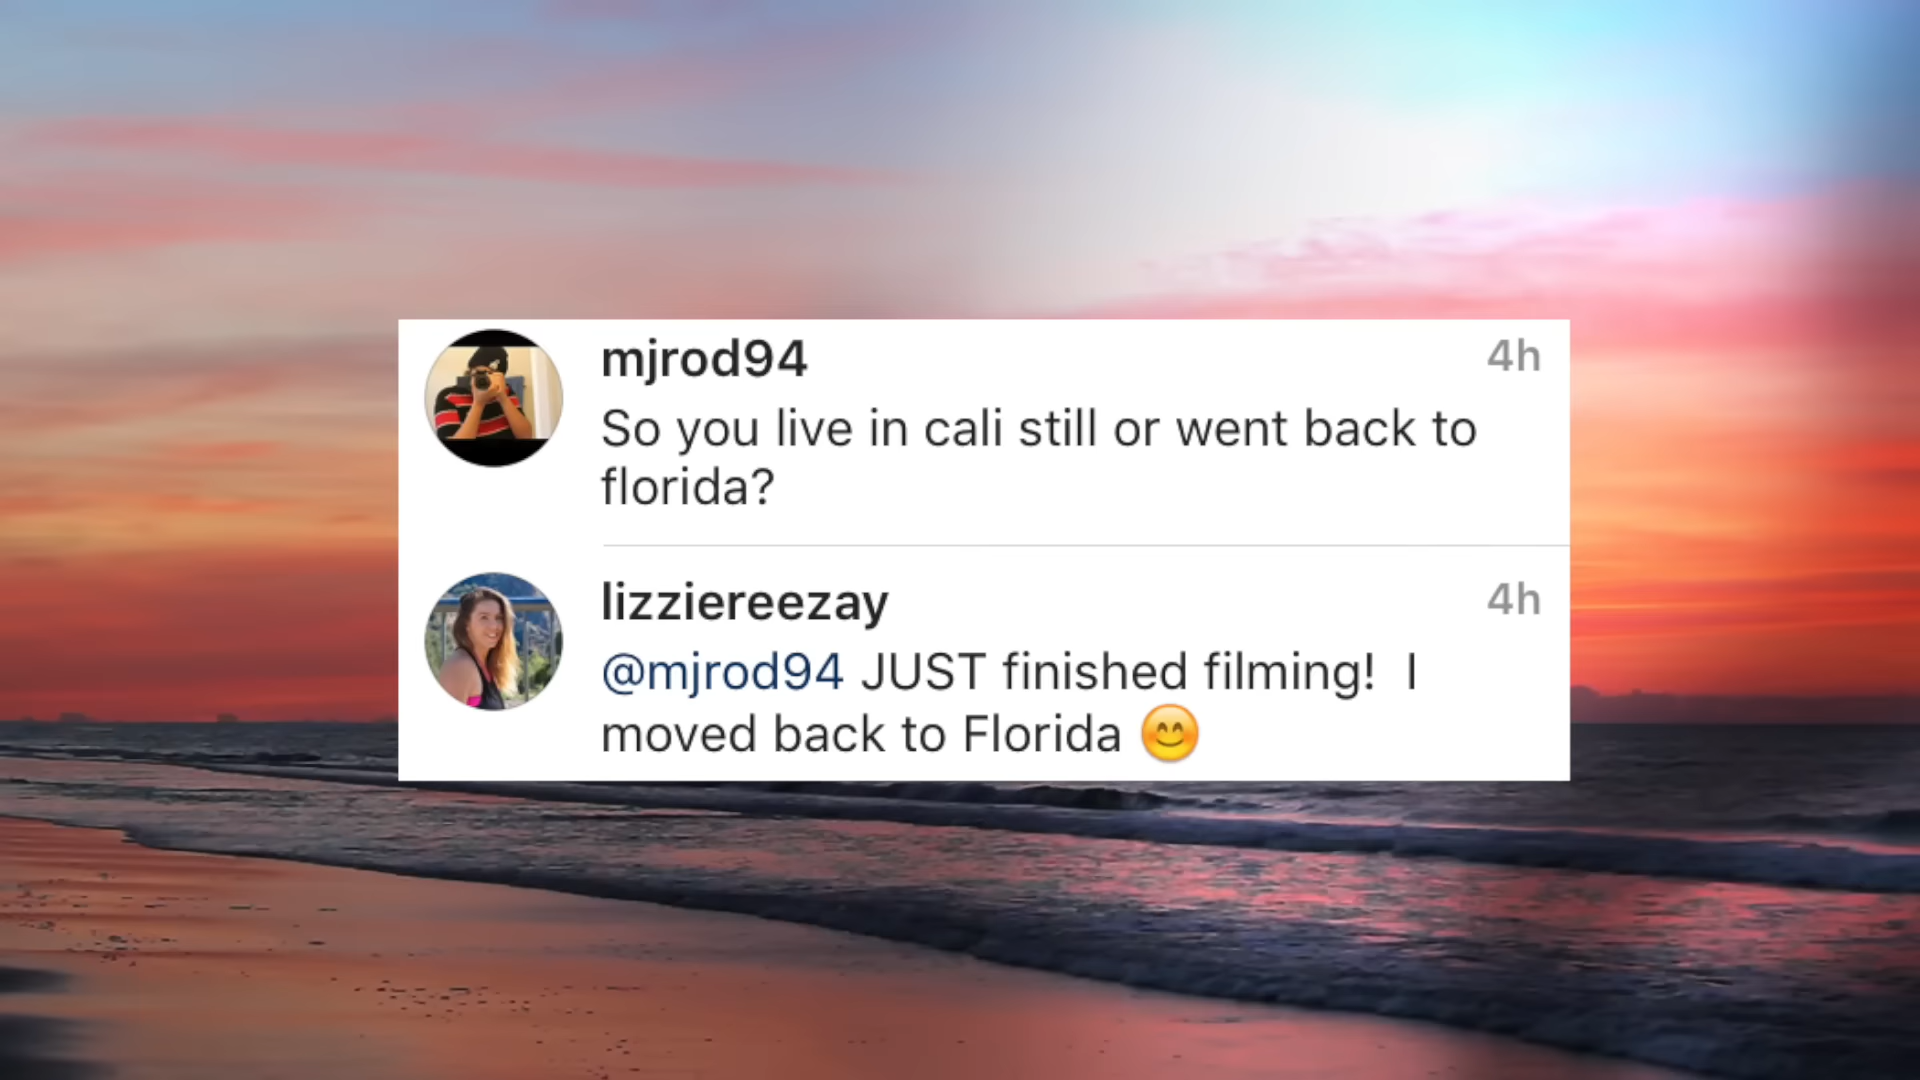 mjrod94 4h
So you live in cali still or went back to
florida?
lizziereezay 4h
@mjrod94 JUST finished filming! I
moved back to Florida 😊